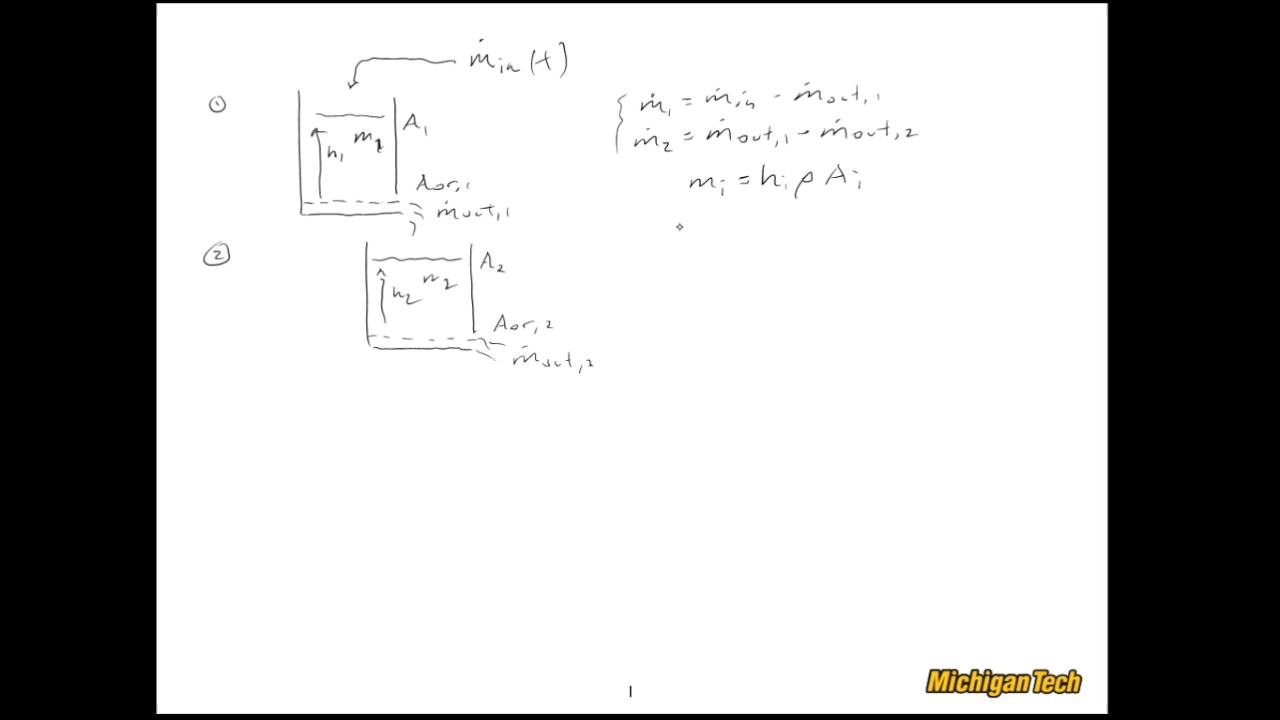 ṁin (t)
①
A₁
m₁
h₁
Aor,1
ṁout,1
②
A₂
m₂
h₂
Aor,2
ṁout,2
{ ṁ₁ = ṁin - ṁout,1
ṁ₂ = ṁout,1 - ṁout,2
mᵢ = hᵢ ρ Aᵢ
1
Michigan Tech